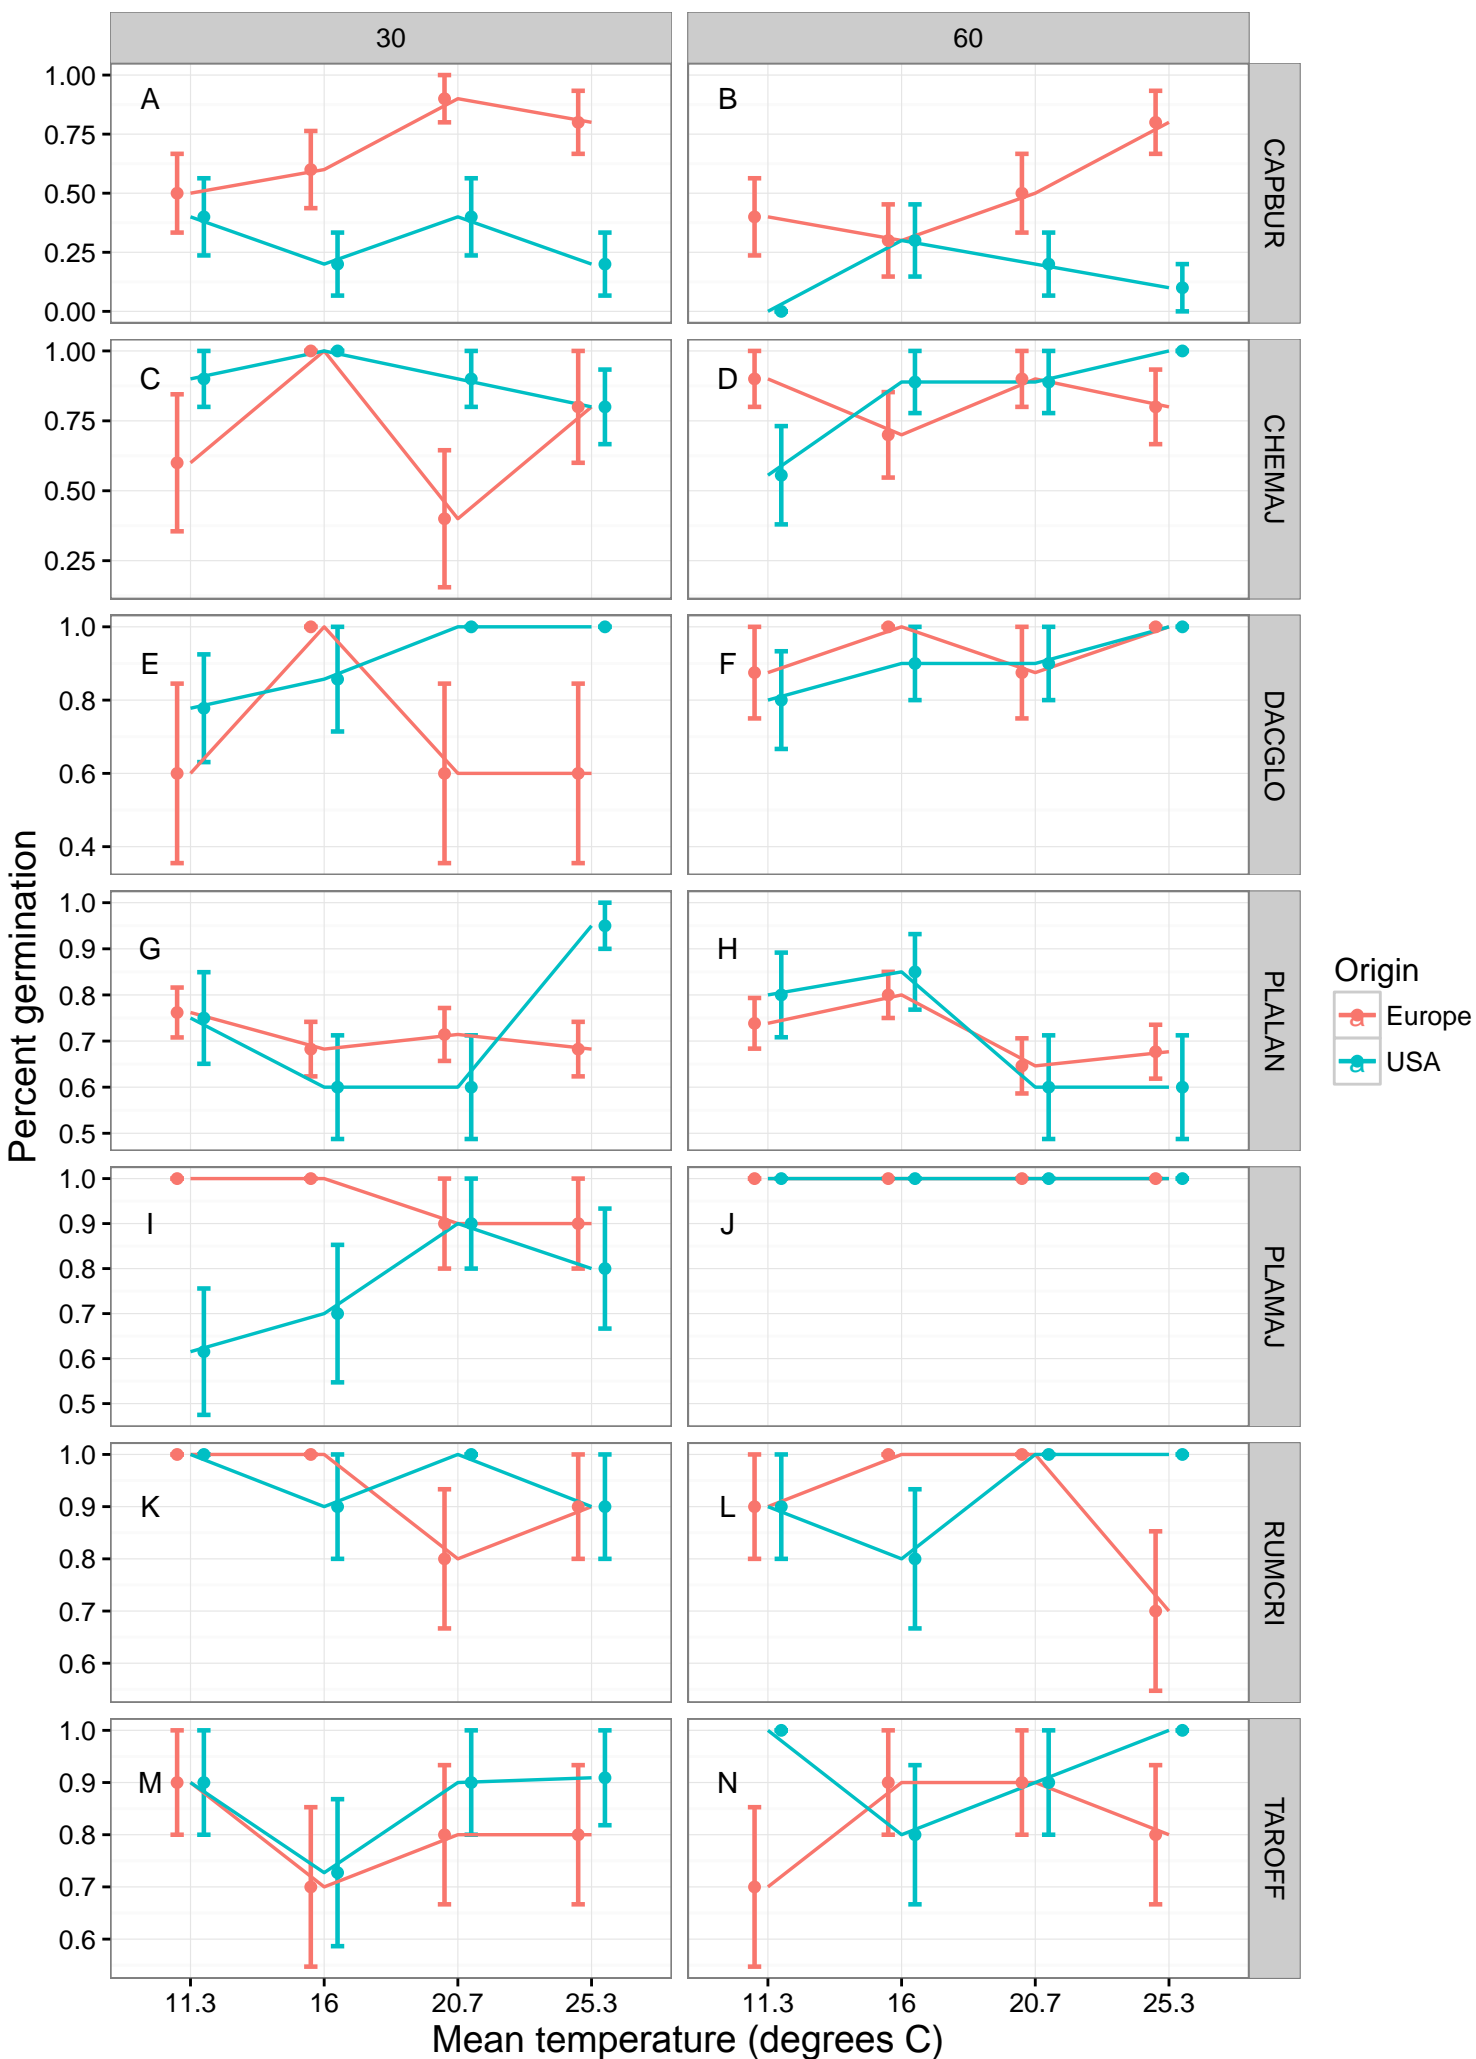 30 60
1.00
0.75
0.50
0.25
0.00
A B
CAPBUR
1.00
0.75
0.50
0.25
C D
CHEMAJ
1.0
0.8
0.6
0.4
E F
DACGLO
1.0
0.9
0.8
0.7
0.6
0.5
G H
PLALAN
1.0
0.9
0.8
0.7
0.6
0.5
I J
PLAMAJ
1.0
0.9
0.8
0.7
0.6
K L
RUMCRI
1.0
0.9
0.8
0.7
0.6
M N
TAROFF
11.3 16 20.7 25.3 11.3 16 20.7 25.3
Mean temperature (degrees C)
Percent germination
Origin
a Europe
a USA